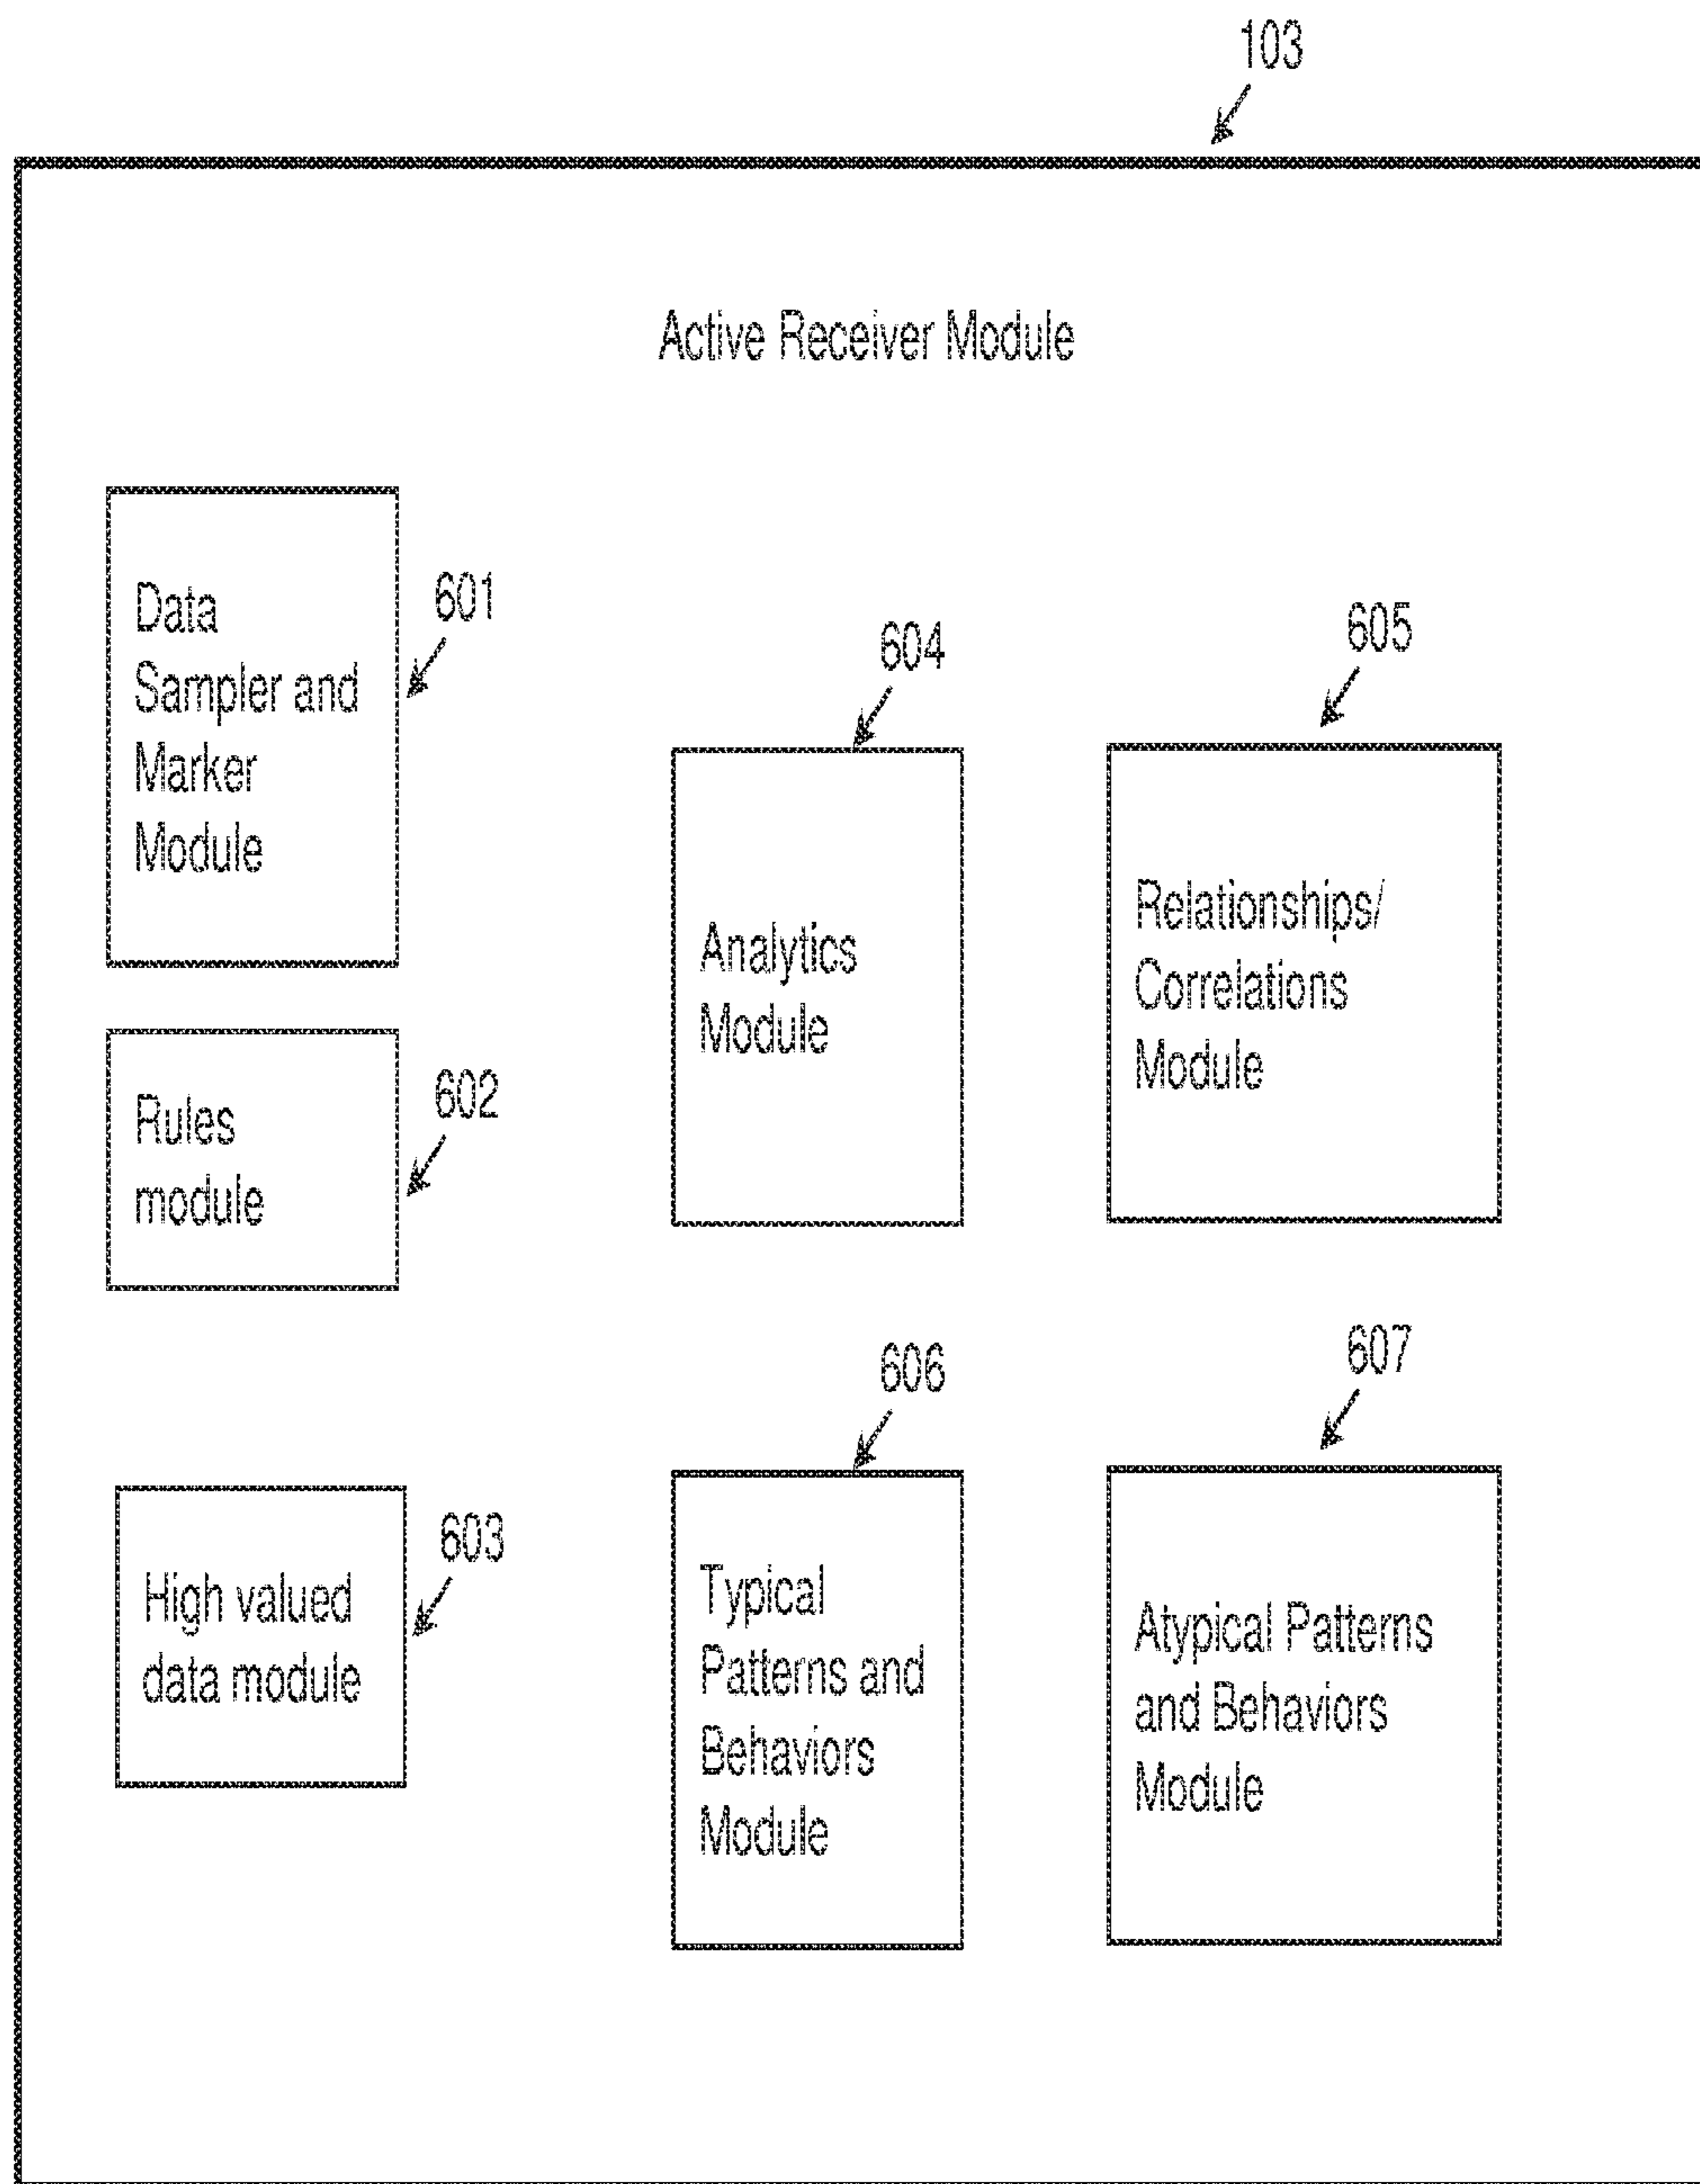 103
Active Receiver Module
Data
Sampler and
Marker
Module
601
Rules
module
602
High valued
data module
603
604
Analytics
Module
605
Relationships/
Correlations
Module
606
Typical
Patterns and
Behaviors
Module
607
Atypical Patterns
and Behaviors
Module